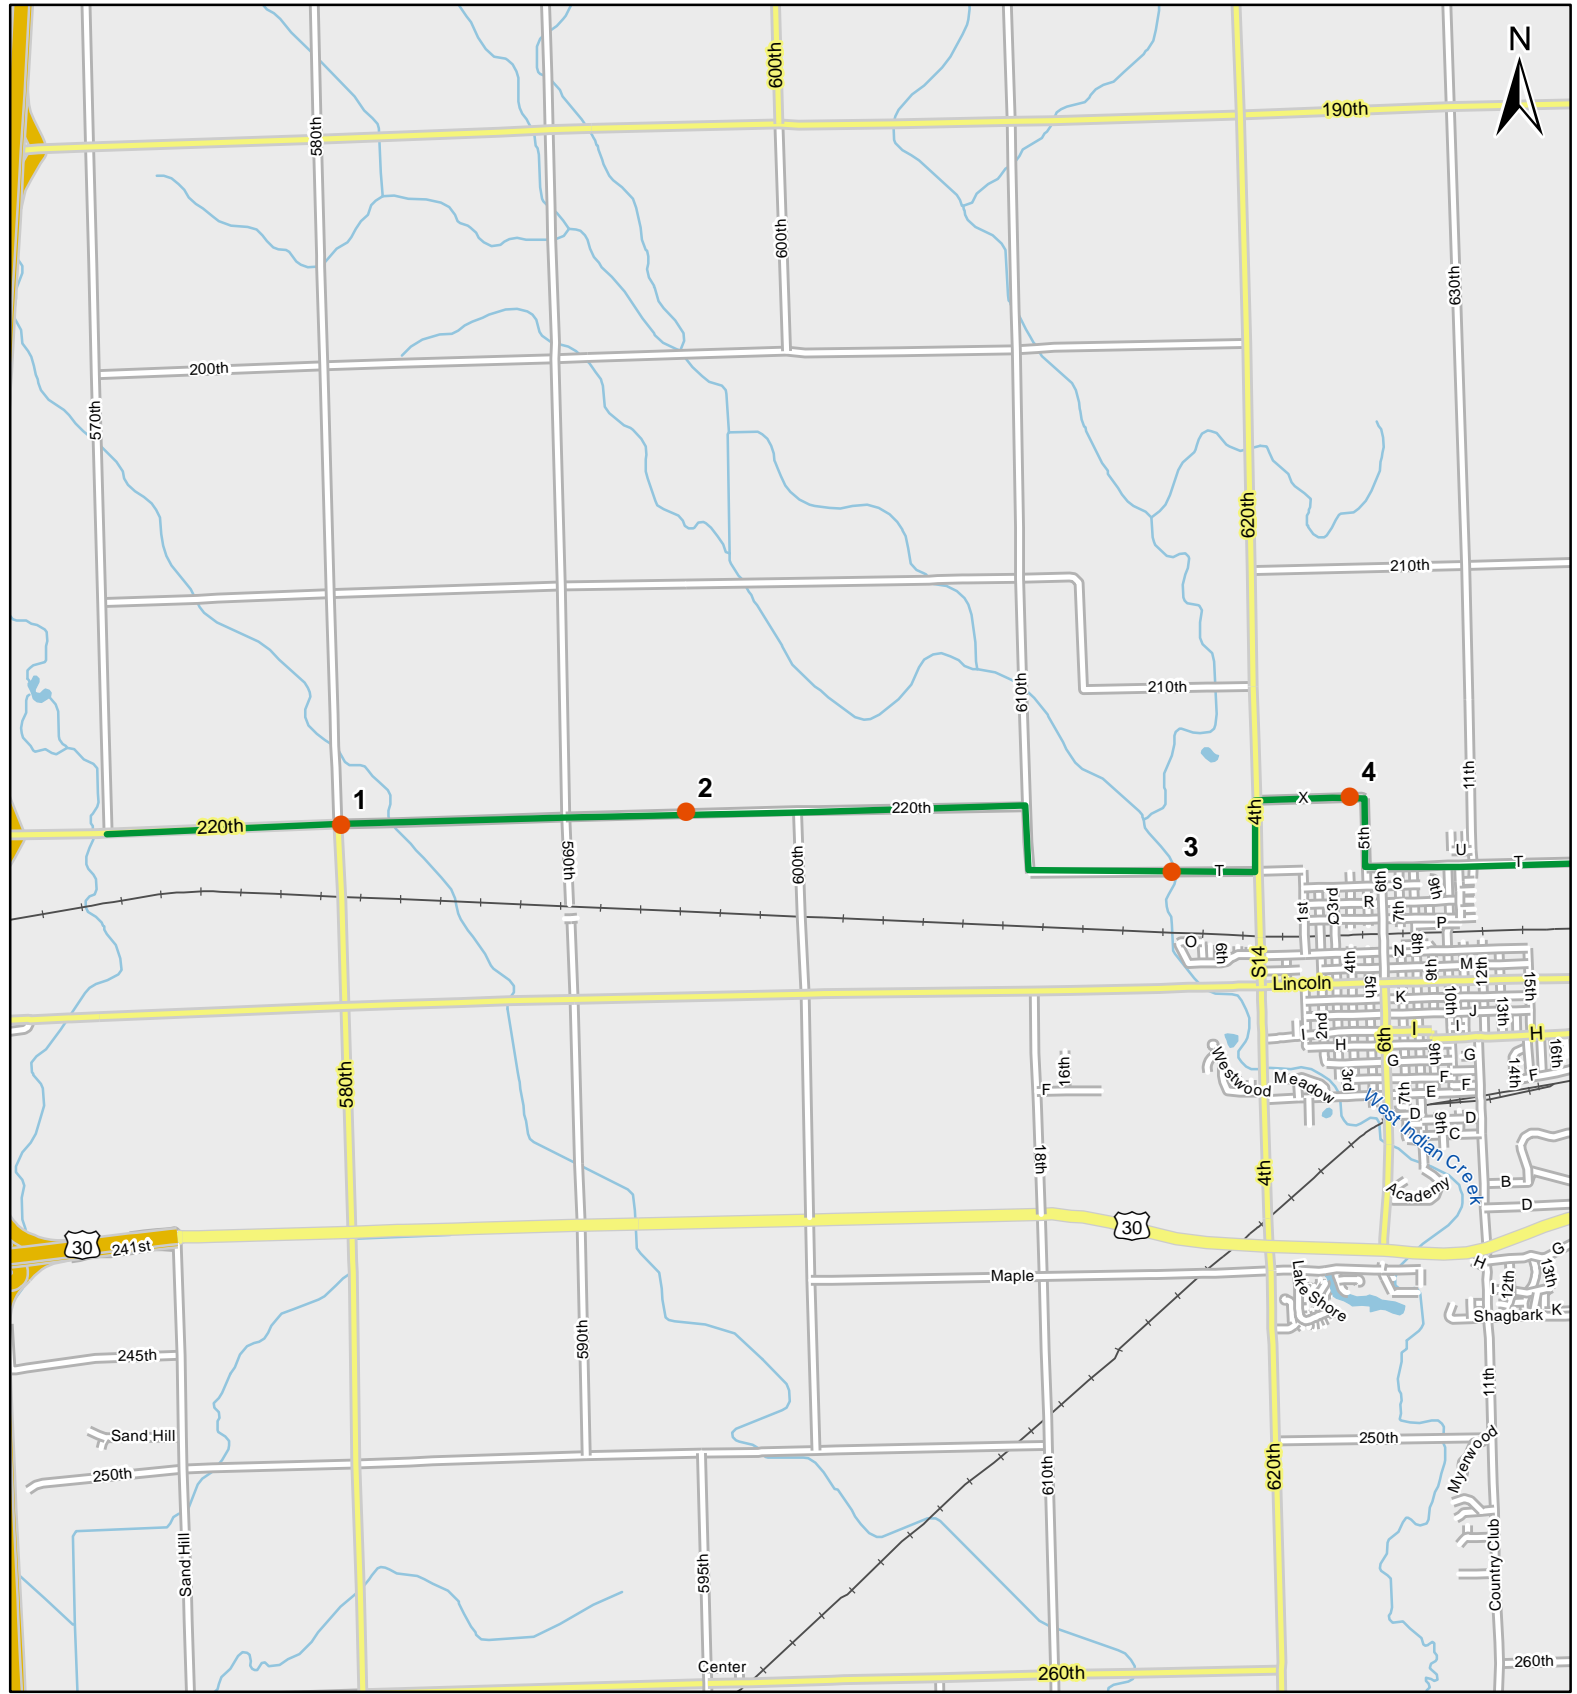 N
600th
190th
580th
600th
630th
200th
570th
620th
210th
610th
210th
11th
4
2
1
X
4th
220th
220th
5th
3
U
T
T
590th
600th
6th
S
9th
3rd
R
1st
7th
Q
P
O
6th
8th
N
S14
4th
9th
M
12th
Lincoln
5th
K
10th
15th
J
13th
2nd
I
I
I
H
H
6th
9th
G
G
16th
580th
Westwood
Meadow
3rd
F
F
14th
F
16th
F
7th
E
D
D
9th
C
West Indian Creek
18th
4th
B
Academy
D
30
30
241st
H
G
Maple
Lake Shore
13th
12th
I
K
Shagbark
590th
245th
11th
Sand Hill
250th
250th
Myerwood
620th
610th
Sand Hill
595th
Country Club
Center
260th
260th